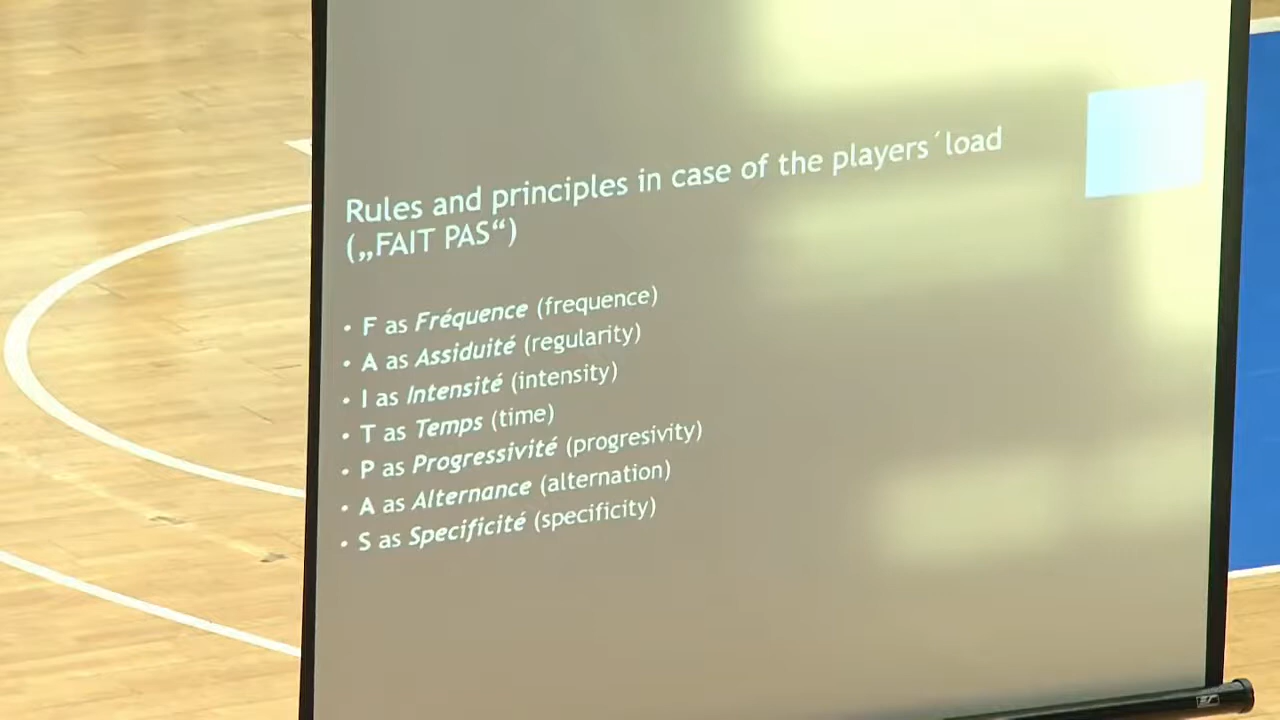 Rules and principles in case of the players´load
(„FAIT PAS“)
• F as Fréquence (frequence)
• A as Assiduité (regularity)
• I as Intensité (intensity)
• T as Temps (time)
• P as Progressivité (progresivity)
• A as Alternance (alternation)
• S as Specificité (specificity)